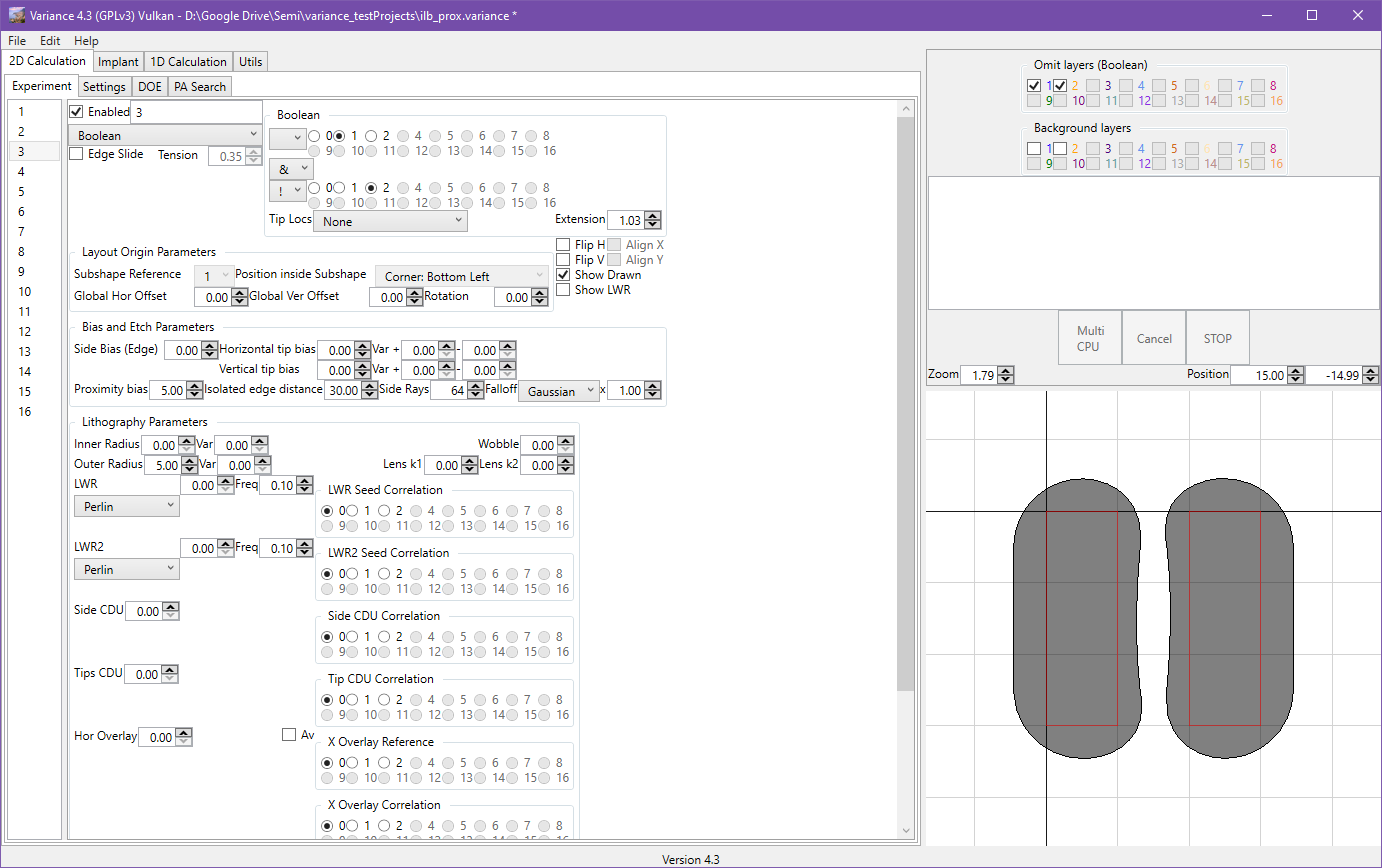 Variance 4.3 (GPLv3) Vulkan - D:\Google Drive\Semi\variance_testProjects\ilb_prox.variance *
File Edit Help
2D Calculation Implant 1D Calculation Utils
Experiment Settings DOE PA Search
1
2
3
4
5
6
7
8
9
10
11
12
13
14
15
16
Enabled 3
Boolean
Edge Slide Tension 0.35
Boolean
0 1 2 4 5 6 7 8
9 10 11 12 13 14 15 16
&
! 0 1 2 4 5 6 7 8
9 10 11 12 13 14 15 16
Tip Locs None Extension 1.03
Layout Origin Parameters
Subshape Reference 1 Position inside Subshape Corner: Bottom Left
Global Hor Offset 0.00 Global Ver Offset 0.00 Rotation 0.00
Flip H Align X
Flip V Align Y
Show Drawn
Show LWR
Bias and Etch Parameters
Side Bias (Edge) 0.00 Horizontal tip bias 0.00 Var + 0.00 - 0.00
Vertical tip bias 0.00 Var + 0.00 - 0.00
Proximity bias 5.00 Isolated edge distance 30.00 Side Rays 64 Falloff Gaussian x 1.00
Lithography Parameters
Inner Radius 0.00 Var 0.00 Wobble 0.00
Outer Radius 5.00 Var 0.00 Lens k1 0.00 Lens k2 0.00
LWR 0.00 Freq 0.10
Perlin
LWR Seed Correlation
0 1 2 4 5 6 7 8
9 10 11 12 13 14 15 16
LWR2 0.00 Freq 0.10
Perlin
LWR2 Seed Correlation
0 1 2 4 5 6 7 8
9 10 11 12 13 14 15 16
Side CDU 0.00
Side CDU Correlation
0 1 2 4 5 6 7 8
9 10 11 12 13 14 15 16
Tips CDU 0.00
Tip CDU Correlation
0 1 2 4 5 6 7 8
9 10 11 12 13 14 15 16
Hor Overlay 0.00 Av
X Overlay Reference
0 1 2 4 5 6 7 8
9 10 11 12 13 14 15 16
X Overlay Correlation
0 1 2 4 5 6 7 8
Omit layers (Boolean)
1 2 3 4 5 6 7 8
9 10 11 12 13 14 15 16
Background layers
1 2 3 4 5 6 7 8
9 10 11 12 13 14 15 16
Multi
CPU
Cancel
STOP
Zoom 1.79 Position 15.00 -14.99
Version 4.3